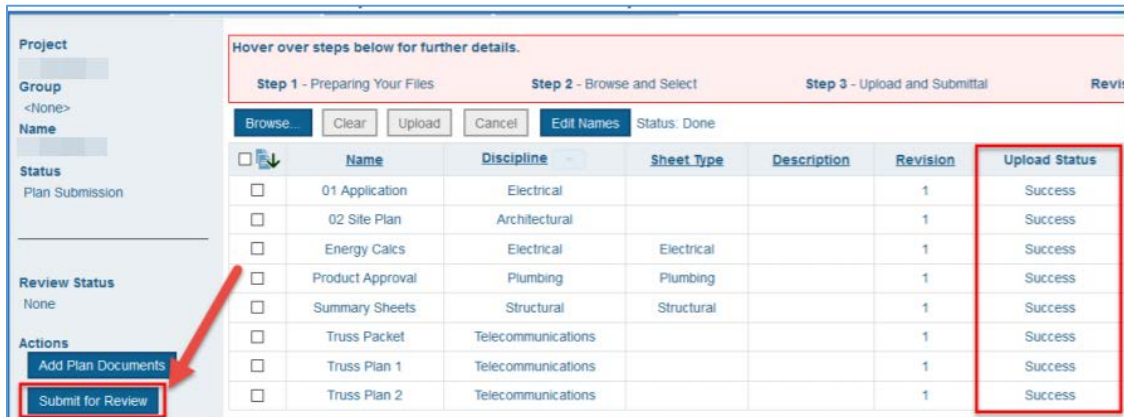 Project
Group
<None>
Name
Status
Plan Submission
Review Status
None
Actions
Add Plan Documents
Submit for Review
Hover over steps below for further details.
Step 1 - Preparing Your Files Step 2 - Browse and Select Step 3 - Upload and Submittal
Browse... Clear Upload Cancel Edit Names Status: Done
Name Discipline Sheet Type Description Revision Upload Status
01 Application Electrical 1 Success
02 Site Plan Architectural 1 Success
Energy Calcs Electrical Electrical 1 Success
Product Approval Plumbing Plumbing 1 Success
Summary Sheets Structural Structural 1 Success
Truss Packet Telecommunications 1 Success
Truss Plan 1 Telecommunications 1 Success
Truss Plan 2 Telecommunications 1 Success